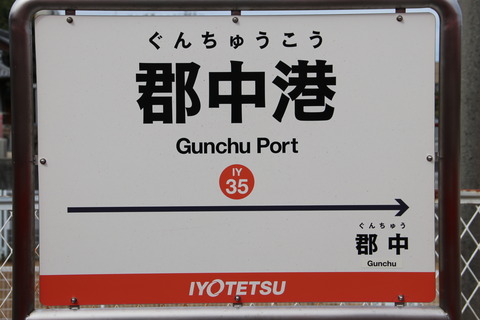 ぐんちゅうこう
郡中港
Gunchu Port
IY
35
ぐんちゅう
郡中
Gunchu
IYOTETSU